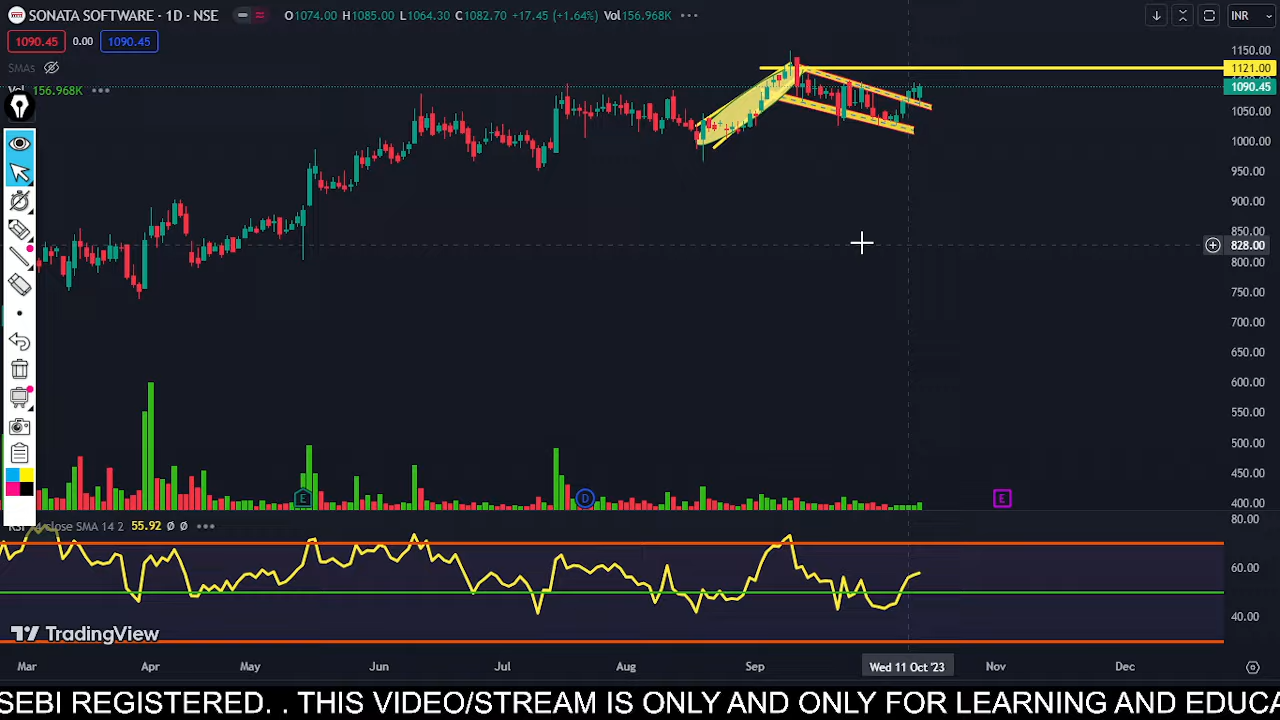 SONATA SOFTWARE · 1D · NSE O1074.00 H1085.00 L1064.30 C1082.70 +17.45 (+1.64%) Vol156.968K ••• INR
1090.45 0.00 1090.45
SMAs
Vol 156.968K •••
1150.00
1121.00
1090.45
1050.00
1000.00
950.00
900.00
850.00
828.00
800.00
750.00
700.00
650.00
600.00
550.00
500.00
450.00
400.00
E D E
close SMA 14 2 55.92 Ø Ø •••
80.00
60.00
40.00
TradingView
Mar Apr May Jun Jul Aug Sep Wed 11 Oct '23 Nov Dec
SEBI REGISTERED. . THIS VIDEO/STREAM IS ONLY AND ONLY FOR LEARNING AND EDUCA